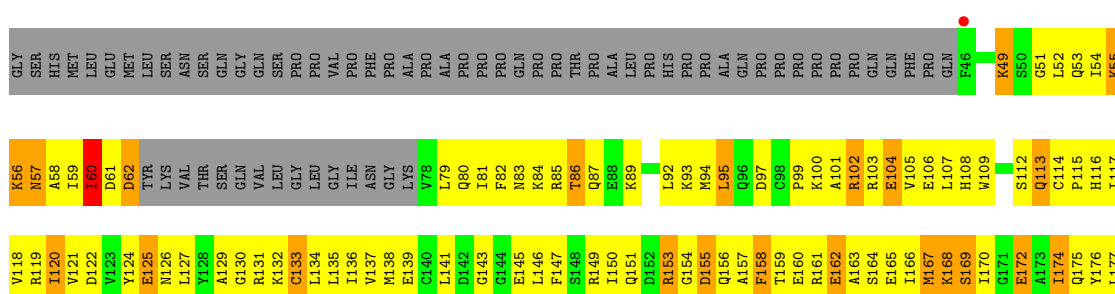 GLY SER HIS MET LEU GLU MET LEU SER ASN SER GLN GLY GLN SER PRO PRO VAL PRO PHE PRO ALA PRO ALA PRO PRO PRO GLN PRO PRO PRO THR PRO ALA LEU PRO HIS PRO PRO ALA GLN PRO PRO PRO PRO GLN GLN PHE PRO GLN F46 K49 S50 G51 L52 Q53 I54 K55
K56 N57 A58 I59 I60 D61 D62 TYR LYS VAL THR SER GLN VAL LEU GLY LEU GLY ILE ASN GLY LYS V78 L79 Q80 I81 F82 N83 K84 R85 T86 Q87 E88 K89 L92 K93 M94 L95 Q96 D97 C98 P99 K100 A101 R102 R103 E104 V105 E106 L107 H108 W109 S112 Q113 C114 P115 H116 I117
V118 R119 I120 V121 D122 V123 Y124 E125 N126 L127 Y128 A129 G130 R131 K132 C133 L134 L135 I136 V137 M138 E139 C140 L141 D142 G143 G144 E145 L146 F147 S148 R149 I150 Q151 D152 R153 G154 D155 Q156 A157 F158 T159 E160 R161 E162 A163 S164 E165 I166 M167 K168 S169 I170 G171 E172 A173 I174 Q175 Y176